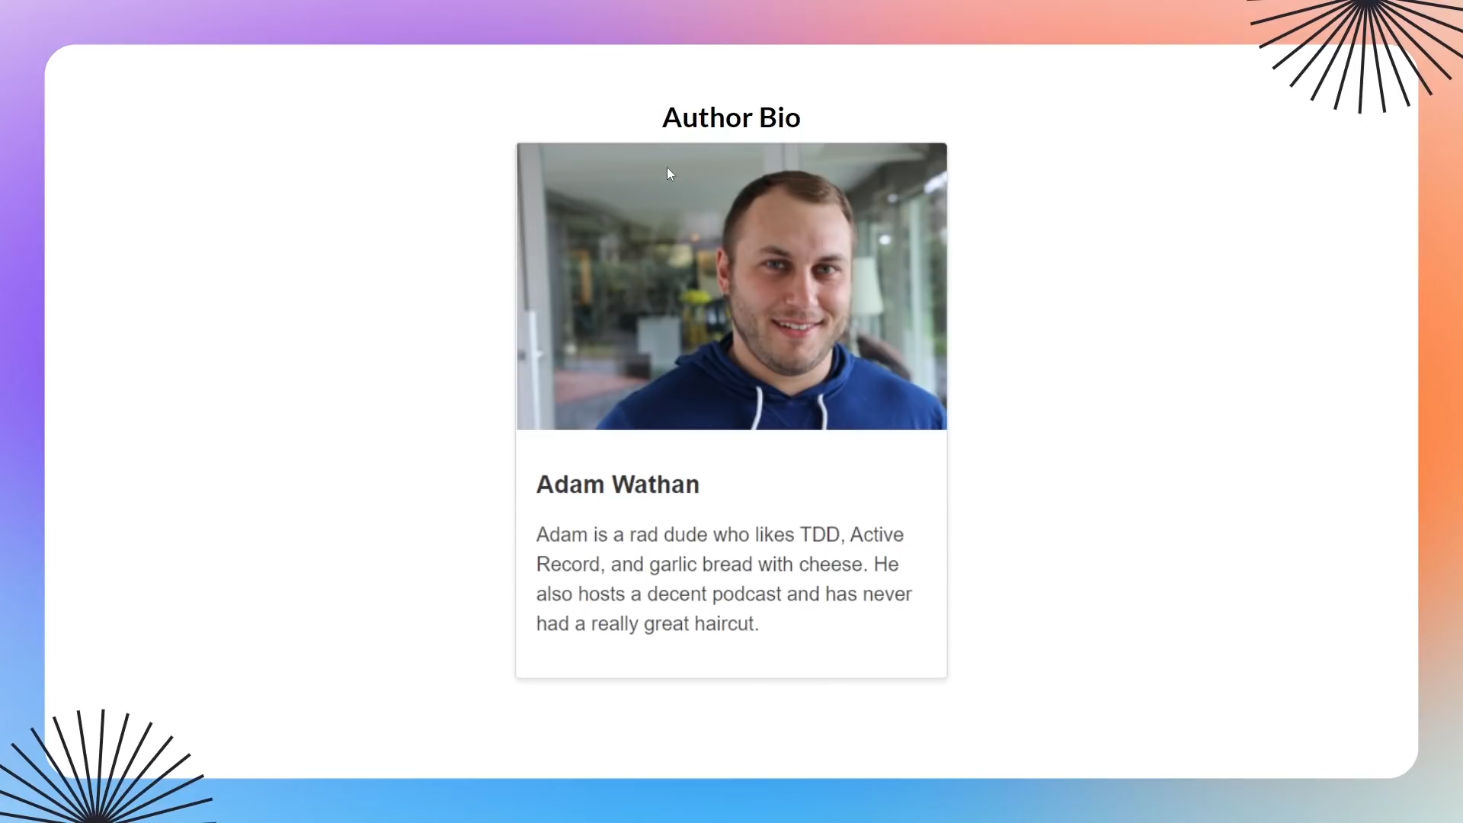 Author Bio
Adam Wathan
Adam is a rad dude who likes TDD, Active
Record, and garlic bread with cheese. He
also hosts a decent podcast and has never
had a really great haircut.